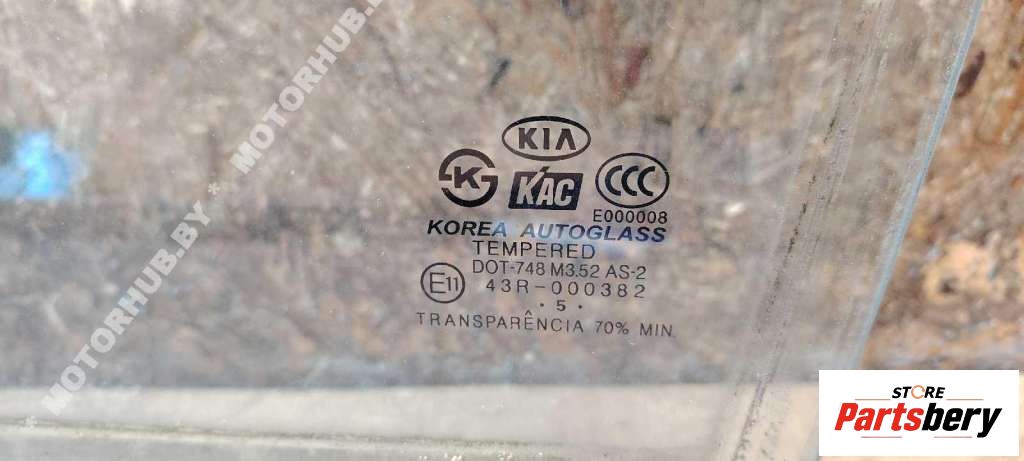 * MOTORHUB.BY * MOTORHUB.BY
KIA
K S
KAC
CCC
E000008
KOREA AUTOGLASS
TEMPERED
DOT-748 M3.52 AS-2
E11
43R-000382
· 5 ·
TRANSPARÊNCIA 70% MIN.
STORE
Partsbery